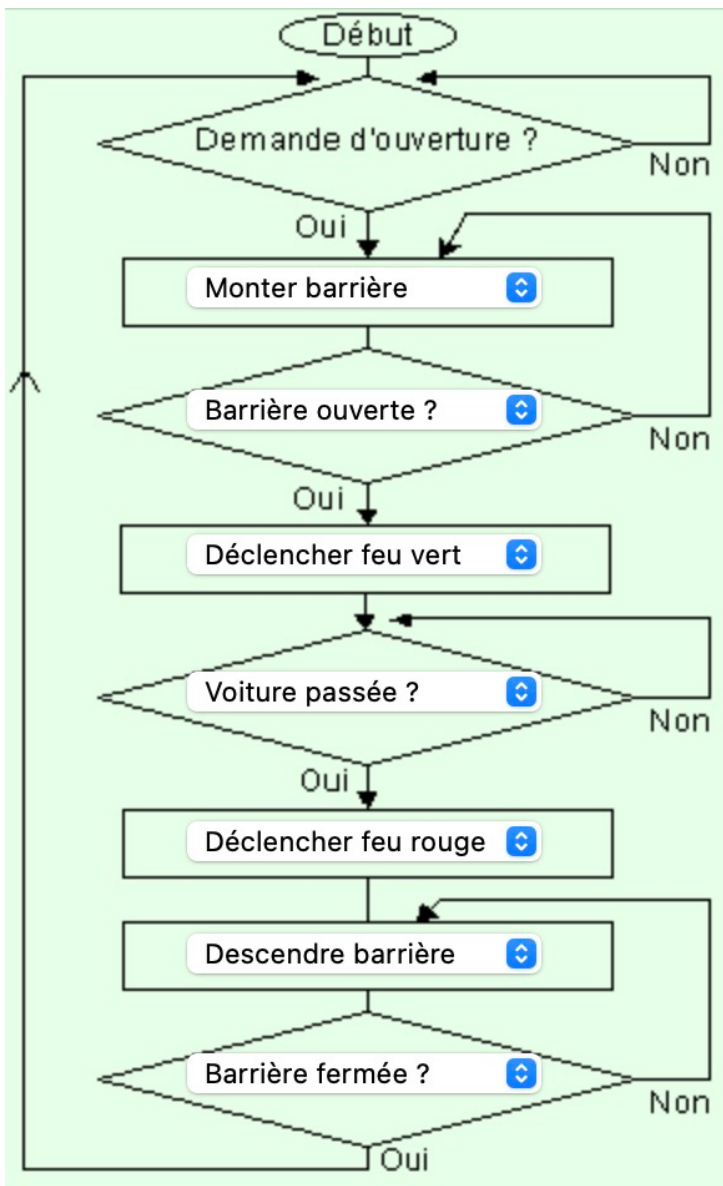 Début
Demande d'ouverture ?
Non
Oui
Monter barrière
Barrière ouverte ?
Non
Oui
Déclencher feu vert
Voiture passée ?
Non
Oui
Déclencher feu rouge
Descendre barrière
Barrière fermée ?
Non
Oui